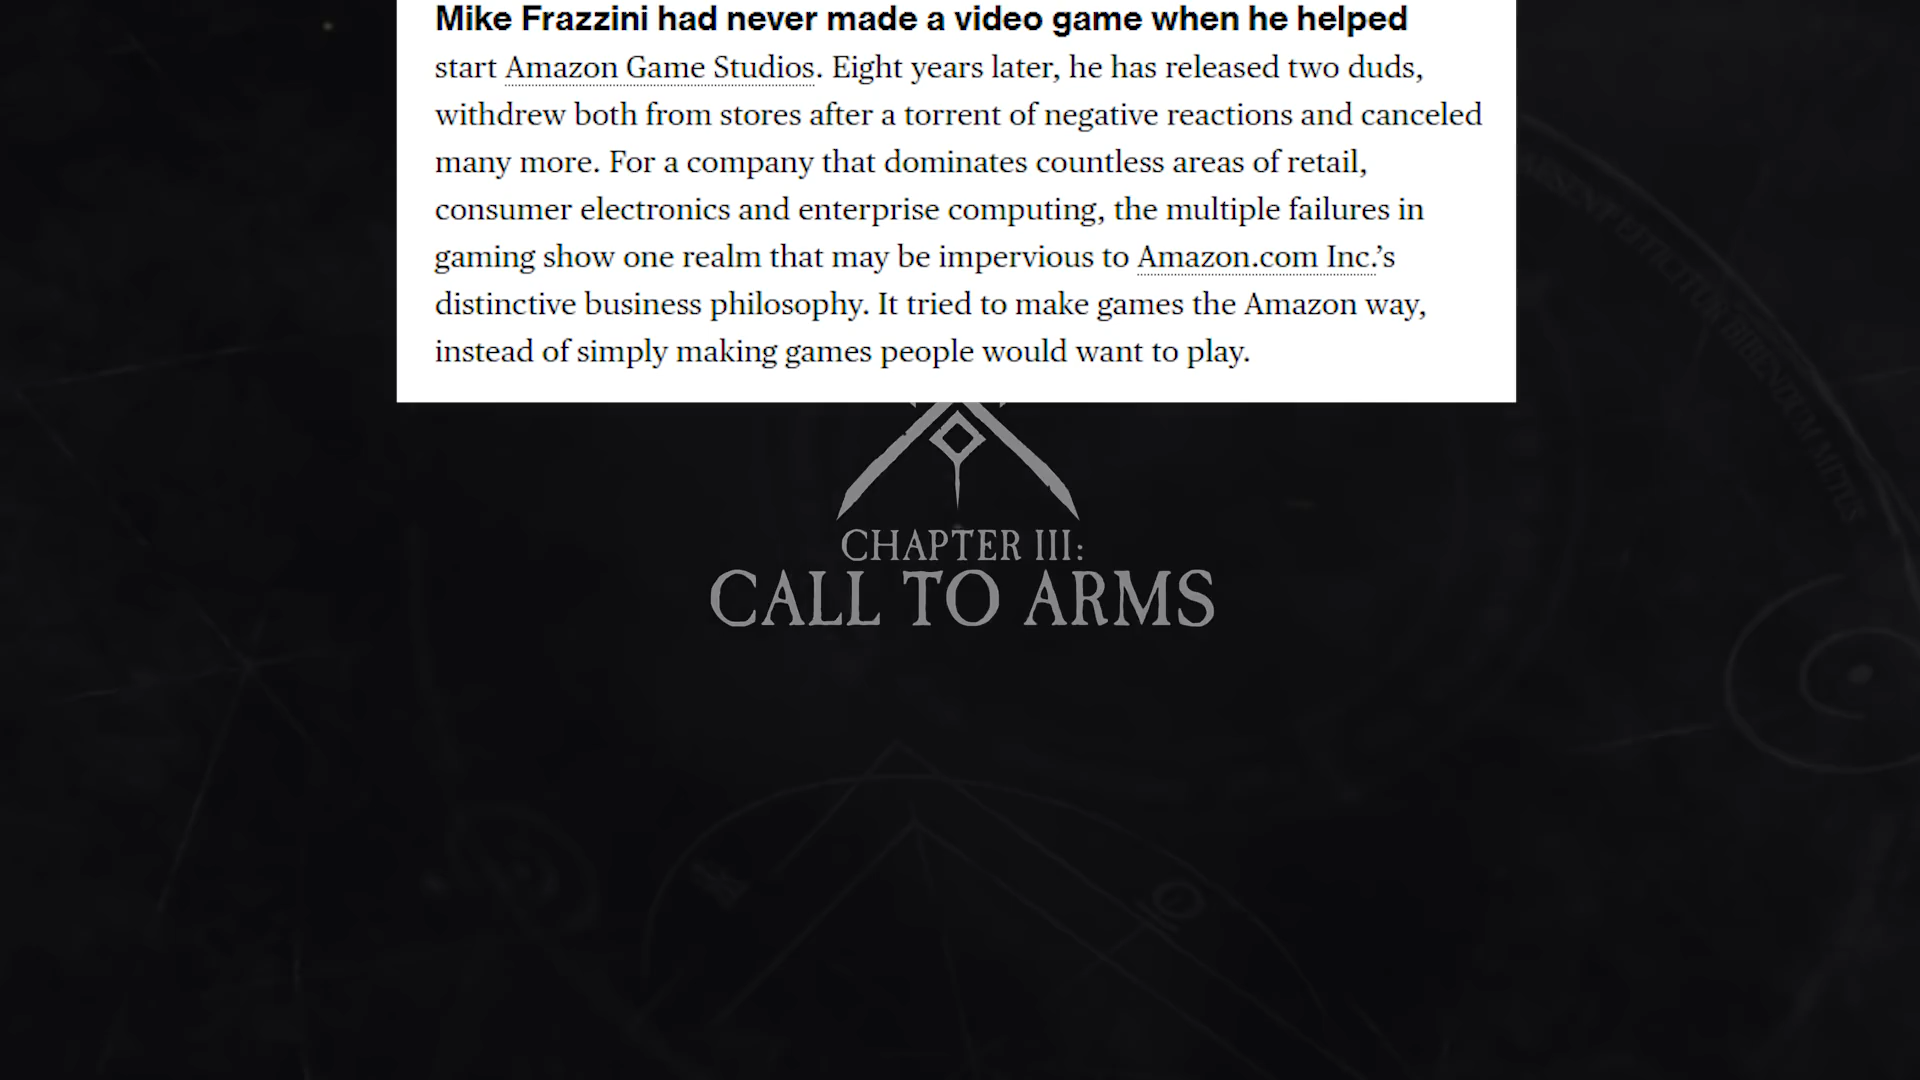 Mike Frazzini had never made a video game when he helped
start Amazon Game Studios. Eight years later, he has released two duds,
withdrew both from stores after a torrent of negative reactions and canceled
many more. For a company that dominates countless areas of retail,
consumer electronics and enterprise computing, the multiple failures in
gaming show one realm that may be impervious to Amazon.com Inc.’s
distinctive business philosophy. It tried to make games the Amazon way,
instead of simply making games people would want to play.
CHAPTER III:
CALL TO ARMS